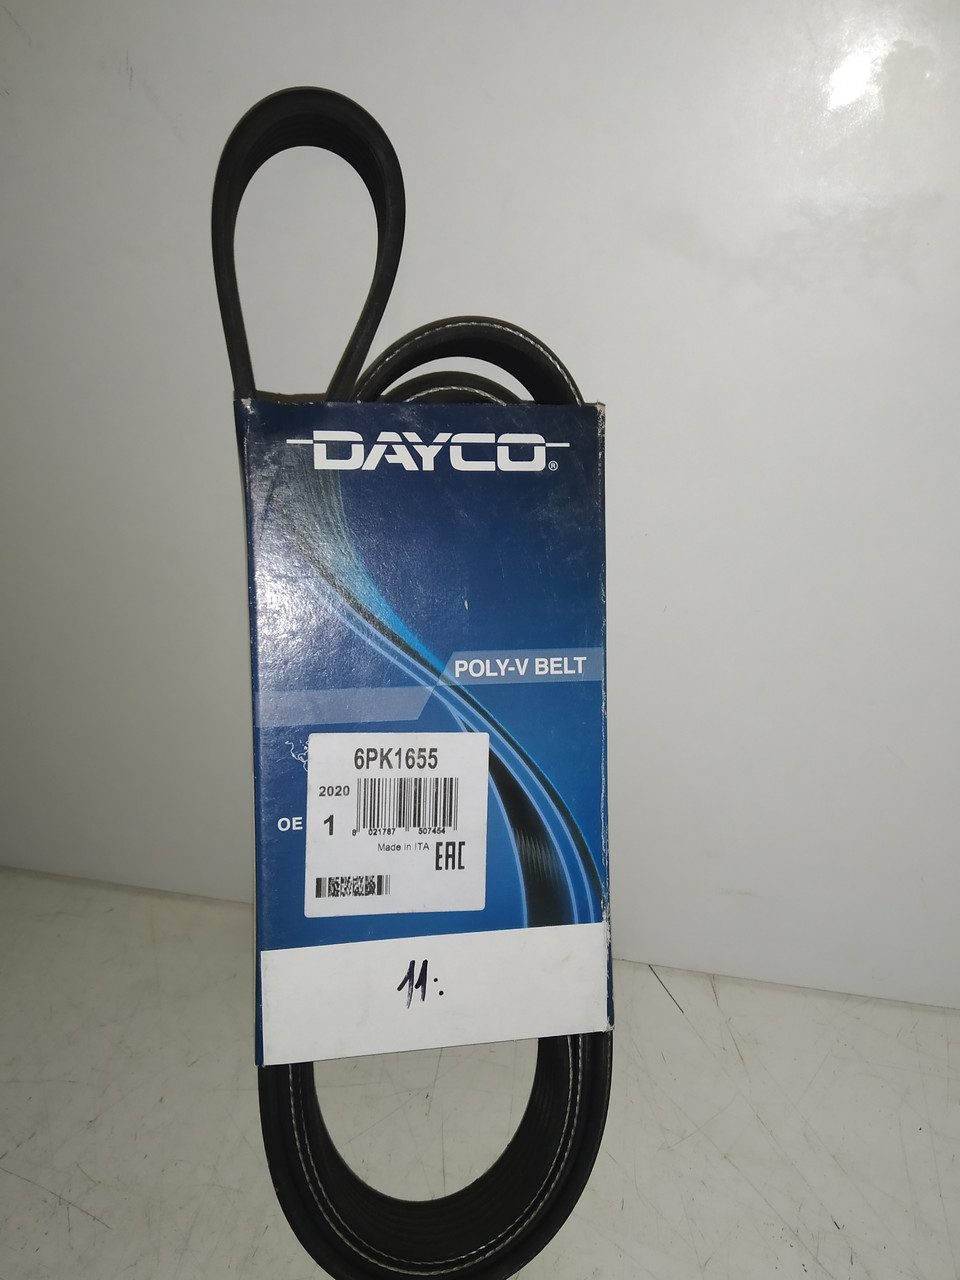 DAYCO®
POLY-V BELT
6PK1655
2020
OE
1
8 021787 507454
Made in ITA
EAC
11: